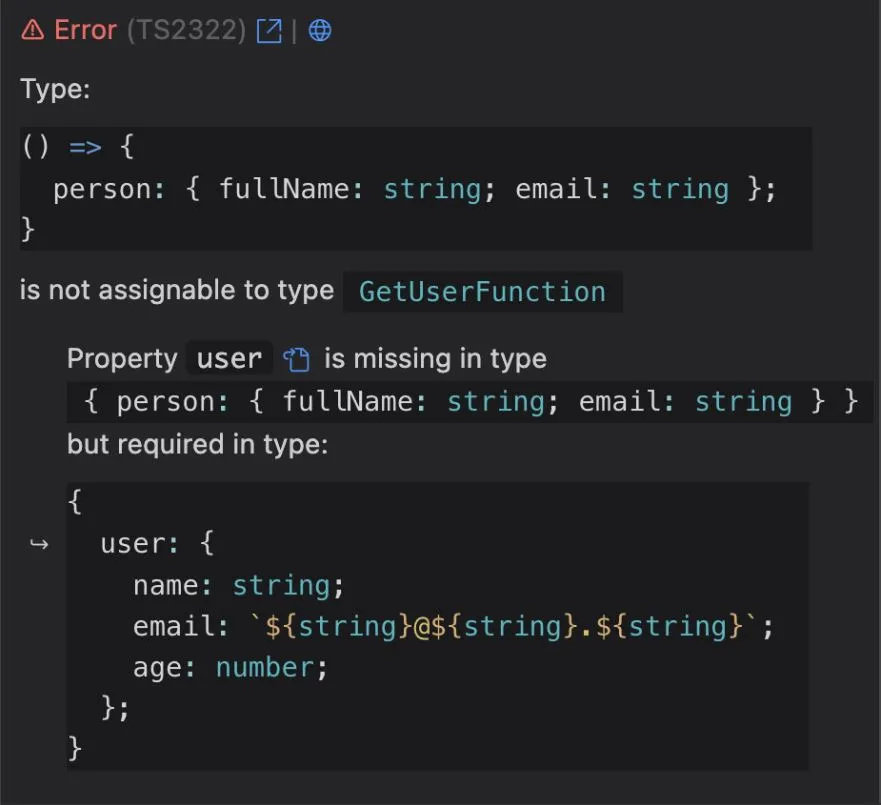 Error (TS2322) |
Type:
() => {
  person: { fullName: string; email: string };
}
is not assignable to type GetUserFunction
Property user is missing in type
{ person: { fullName: string; email: string } }
but required in type:
{
  user: {
    name: string;
    email: `${string}@${string}.${string}`;
    age: number;
  };
}